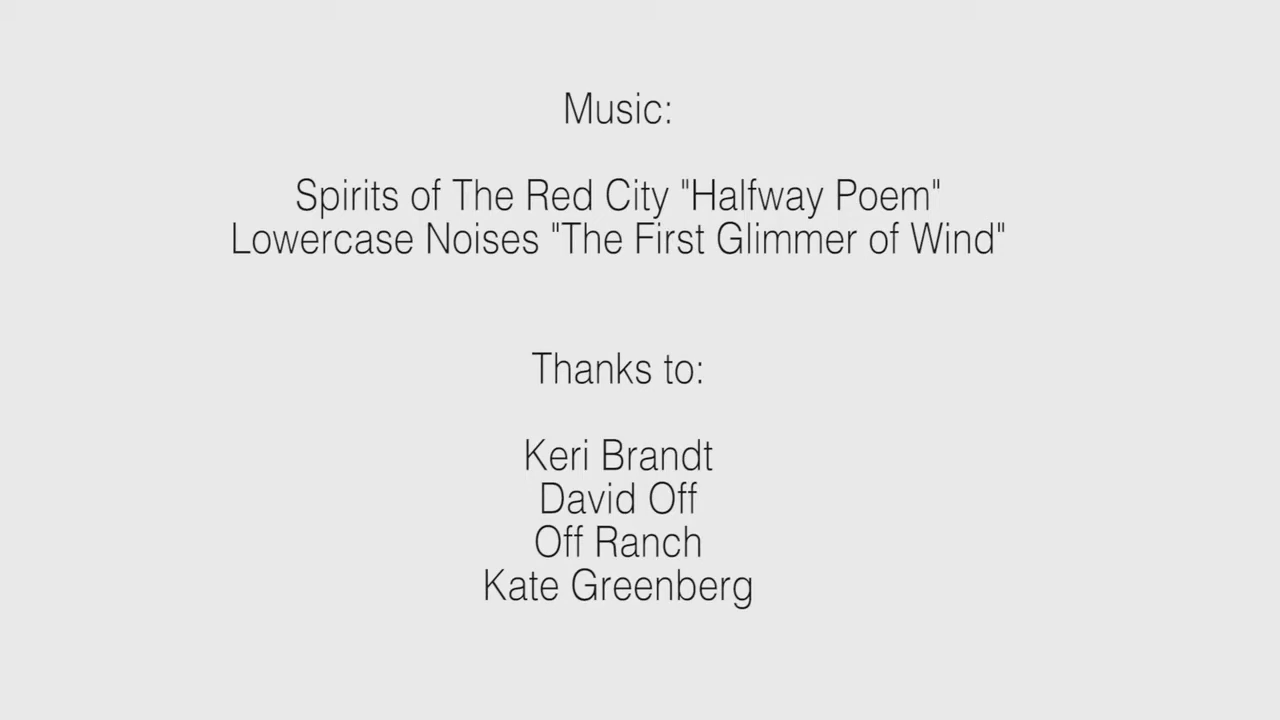 Music:
Spirits of The Red City "Halfway Poem"
Lowercase Noises "The First Glimmer of Wind"
Thanks to:
Keri Brandt
David Off
Off Ranch
Kate Greenberg